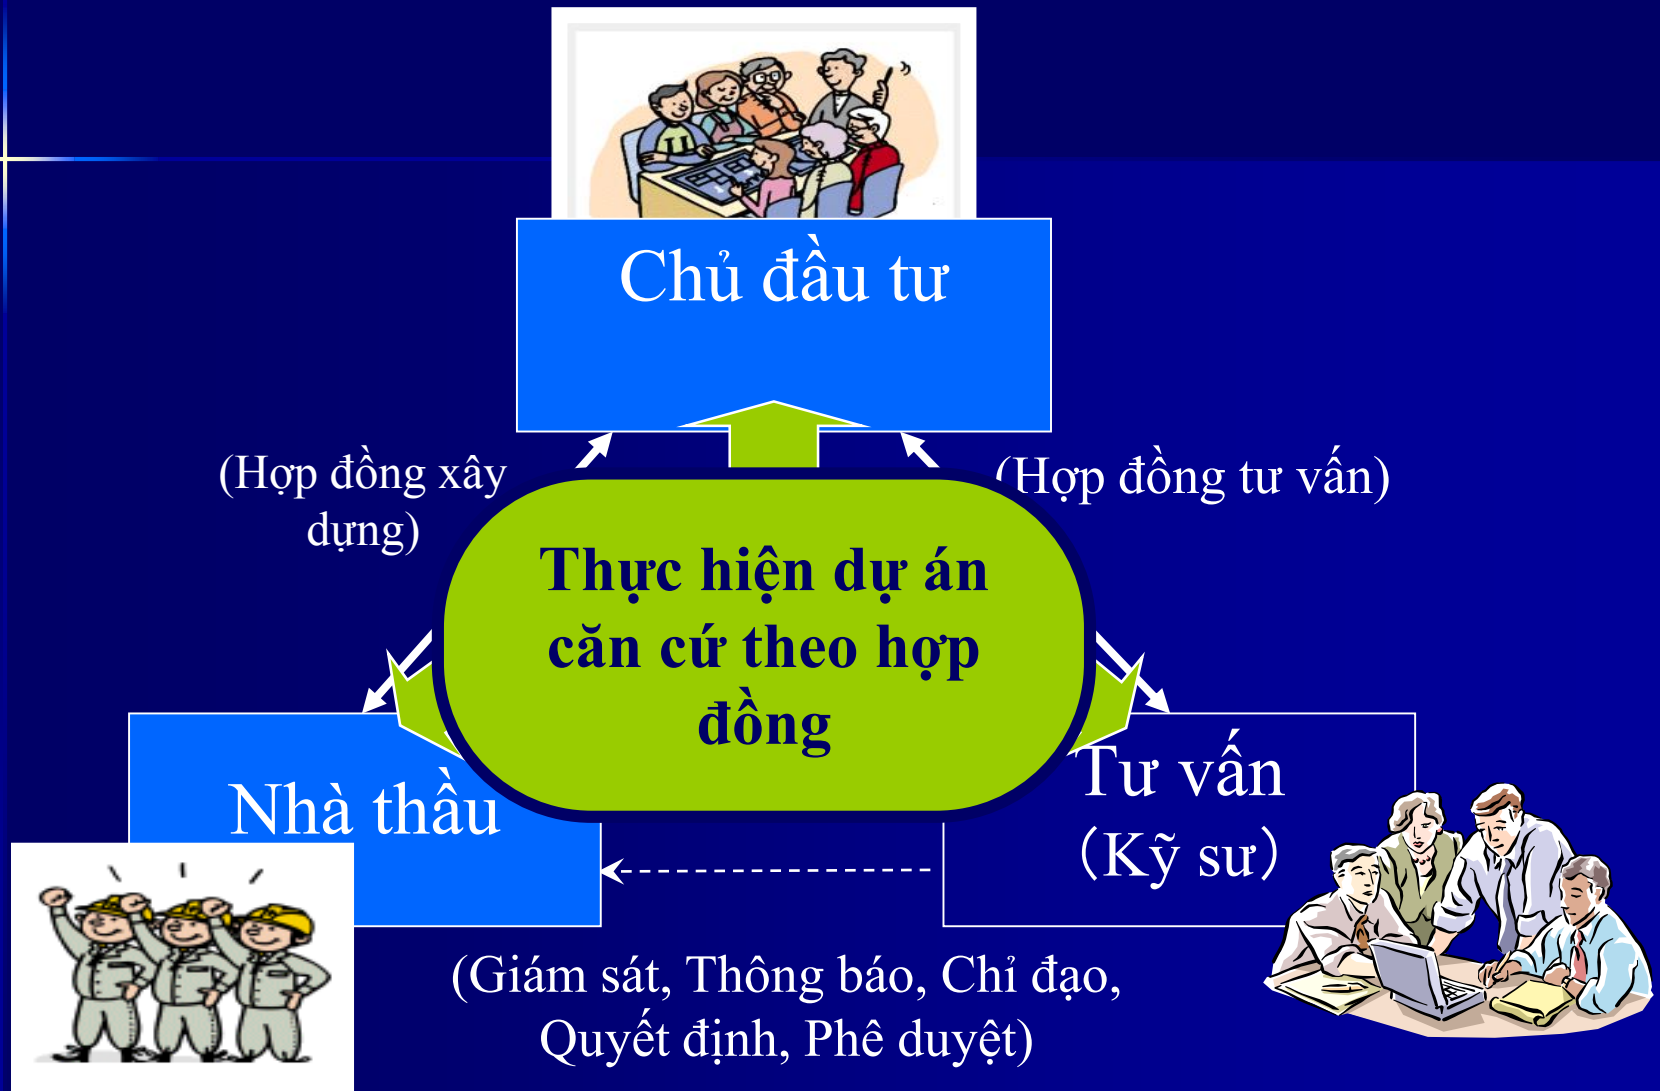 Chủ đầu tư
(Hợp đồng xây
dựng)
(Hợp đồng tư vấn)
Thực hiện dự án
căn cứ theo hợp
đồng
Nhà thầu
Tư vấn
（Kỹ sư）
(Giám sát, Thông báo, Chỉ đạo,
Quyết định, Phê duyệt)